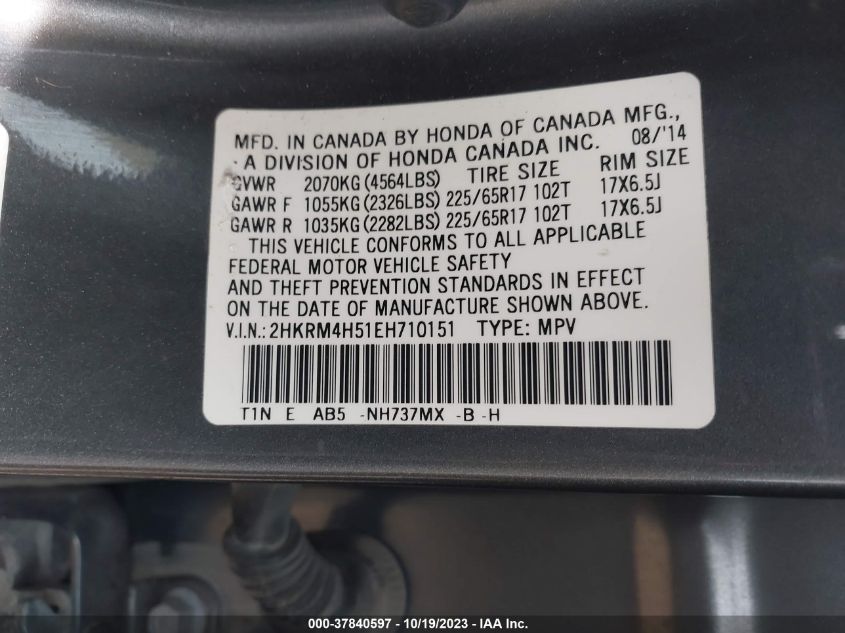 MFD. IN CANADA BY HONDA OF CANADA MFG.,
A DIVISION OF HONDA CANADA INC. 08/'14
GVWR 2070KG (4564LBS) TIRE SIZE RIM SIZE
GAWR F 1055KG (2326LBS) 225/65R17 102T 17X6.5J
GAWR R 1035KG (2282LBS) 225/65R17 102T 17X6.5J
THIS VEHICLE CONFORMS TO ALL APPLICABLE
FEDERAL MOTOR VEHICLE SAFETY
AND THEFT PREVENTION STANDARDS IN EFFECT
ON THE DATE OF MANUFACTURE SHOWN ABOVE.
V.I.N.: 2HKRM4H51EH710151 TYPE: MPV
T1N E AB5 -NH737MX -B -H
000-37840597 - 10/19/2023 - IAA Inc.